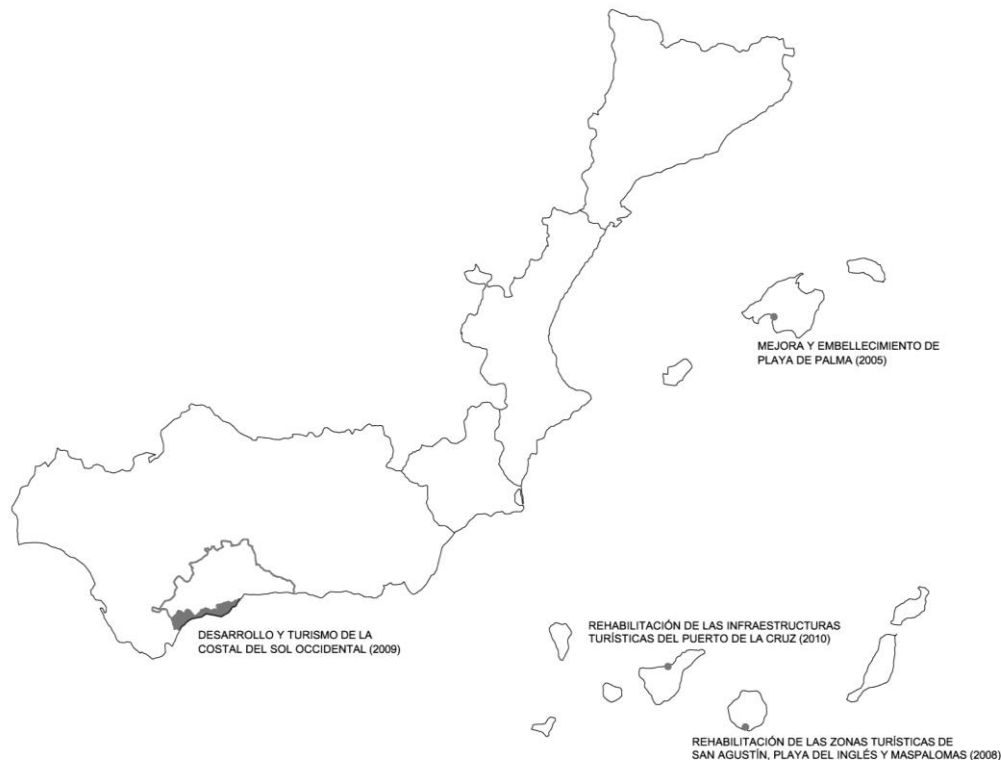 MEJORA Y EMBELLECIMIENTO DE
PLAYA DE PALMA (2005)
DESARROLLO Y TURISMO DE LA
COSTAL DEL SOL OCCIDENTAL (2009)
REHABILITACIÓN DE LAS INFRAESTRUCTURAS
TURÍSTICAS DEL PUERTO DE LA CRUZ (2010)
REHABILITACIÓN DE LAS ZONAS TURÍSTICAS DE
SAN AGUSTÍN, PLAYA DEL INGLÉS Y MASPALOMAS (2008)